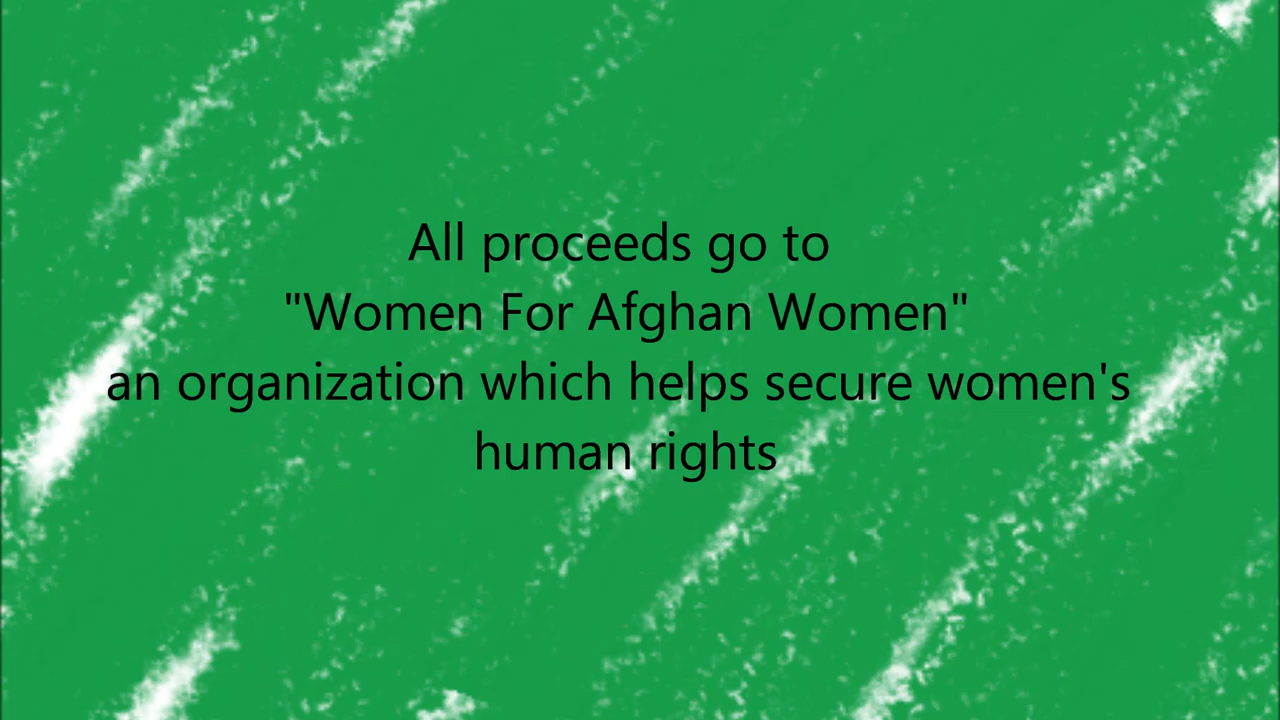 All proceeds go to
"Women For Afghan Women"
an organization which helps secure women's
human rights